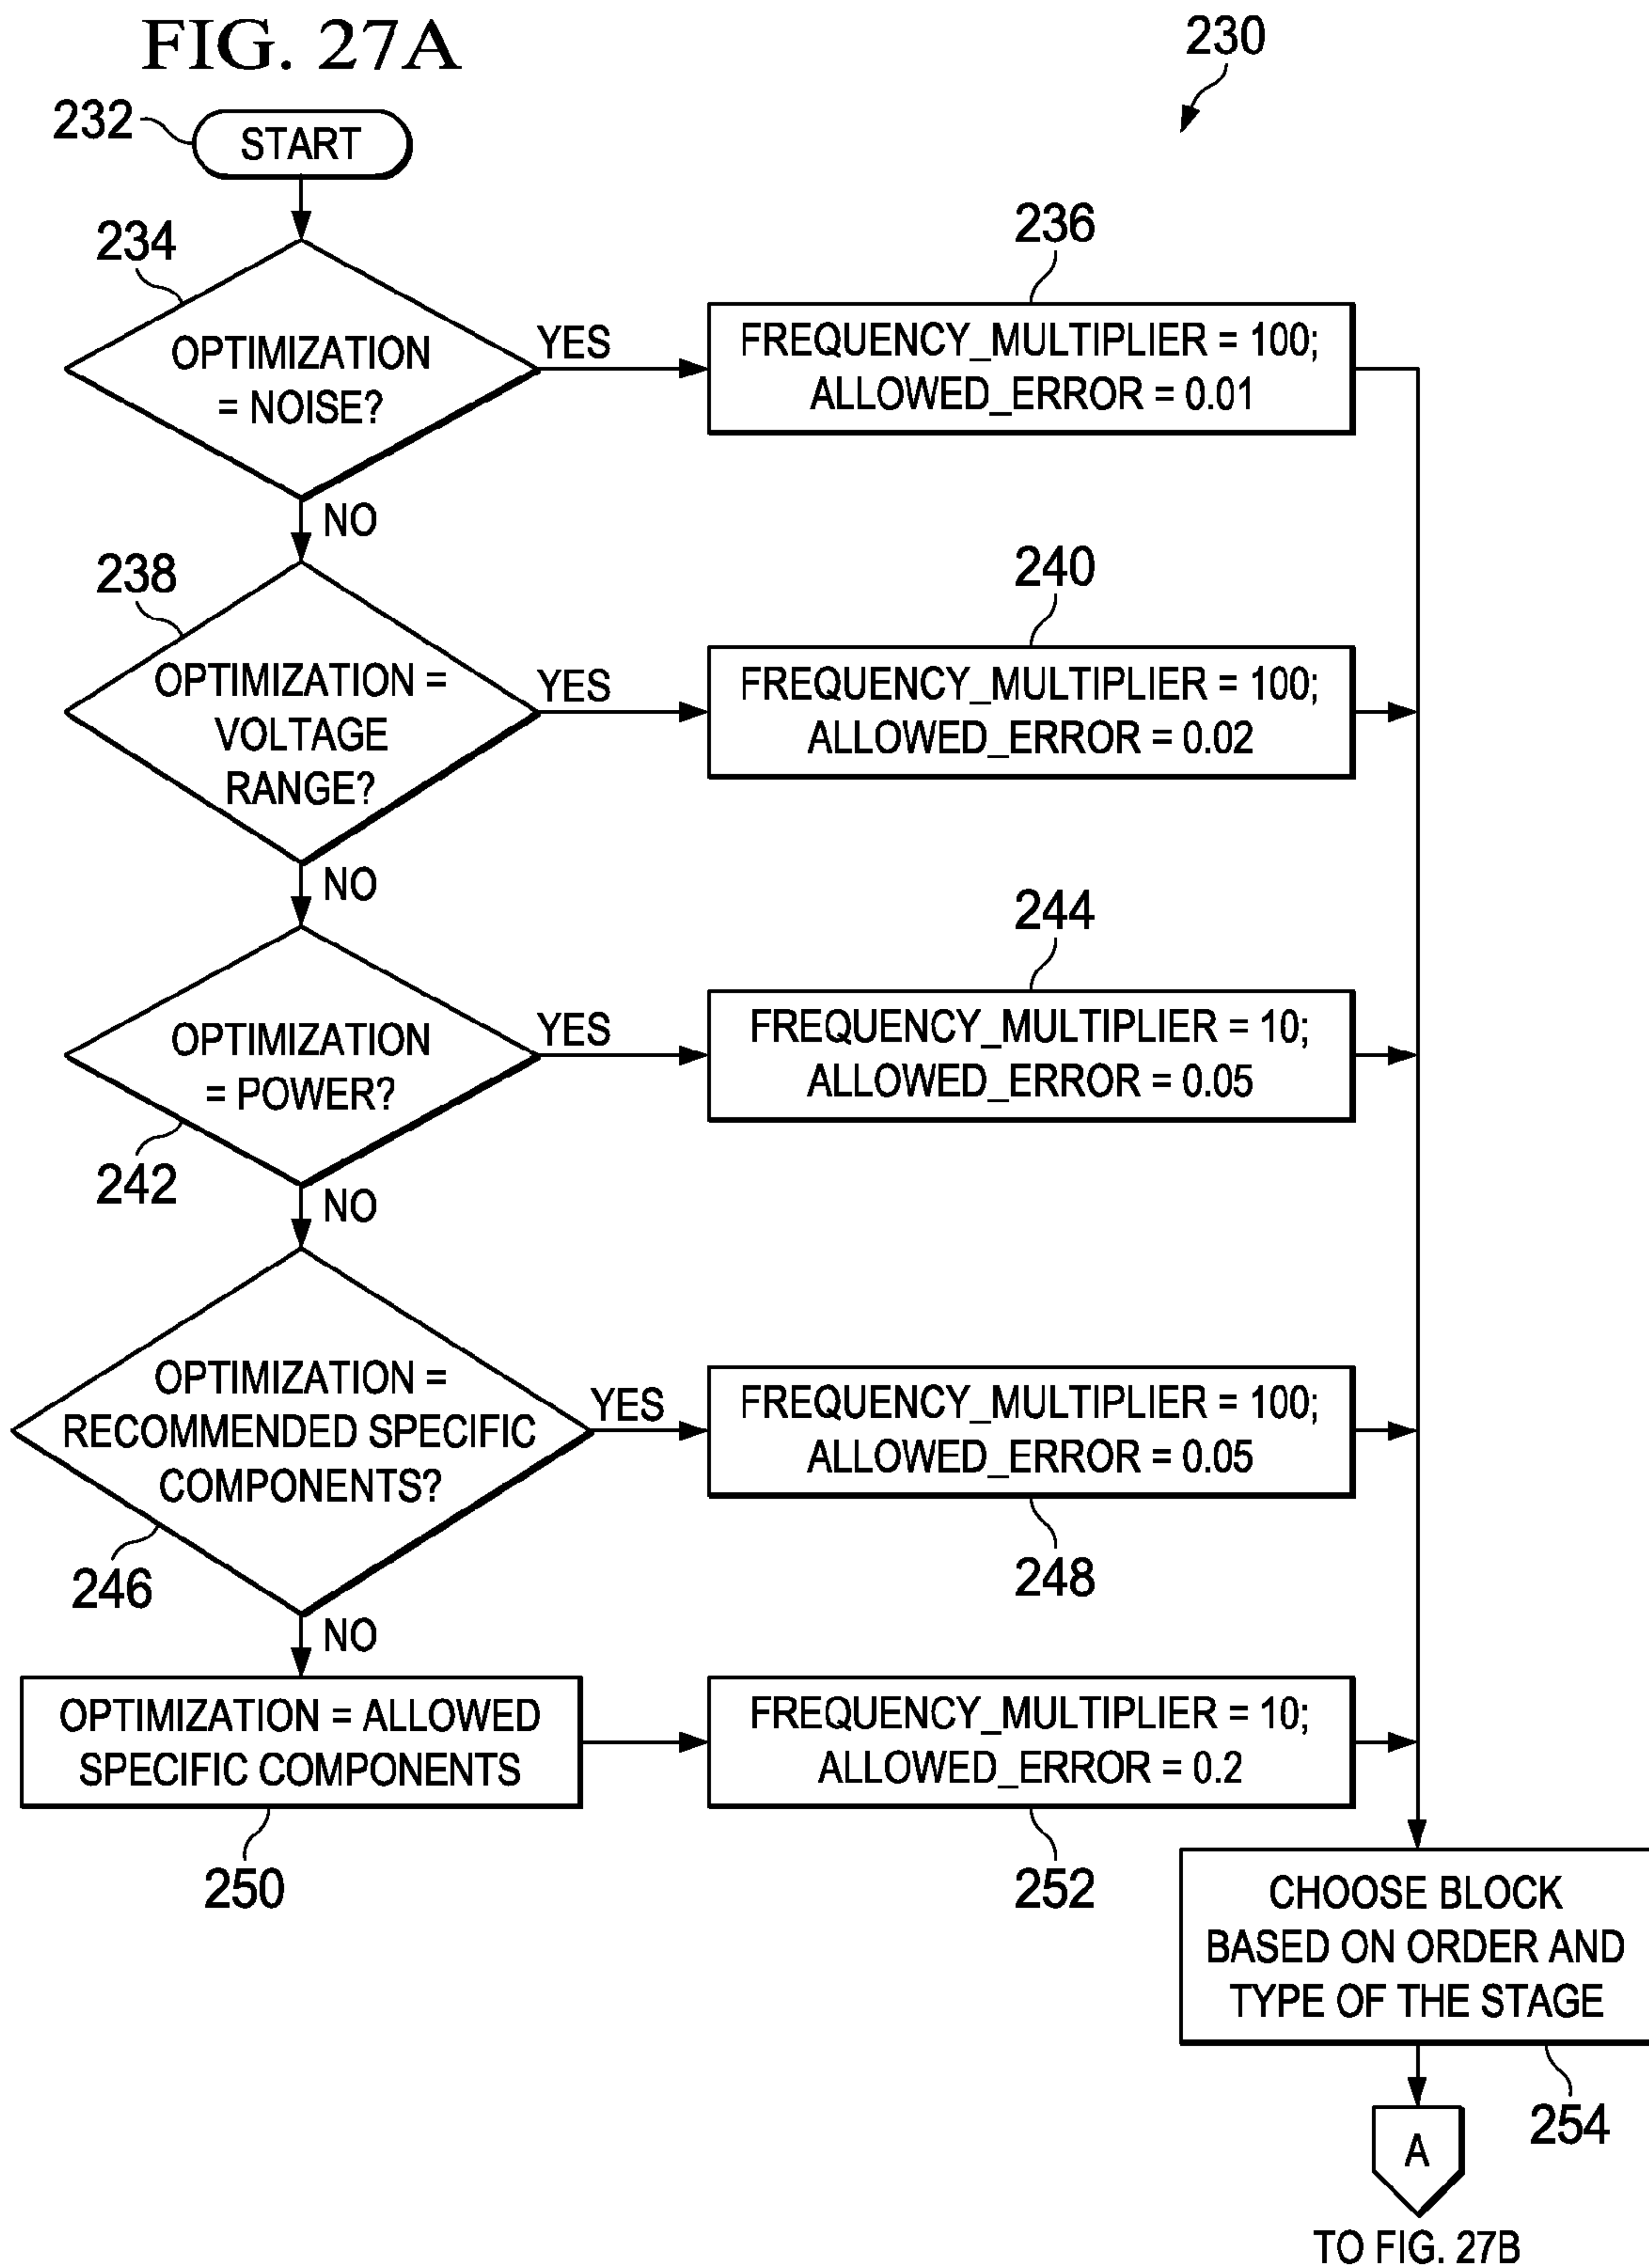 FIG. 27A
230
232
START
234
OPTIMIZATION
= NOISE?
YES
236
FREQUENCY_MULTIPLIER = 100;
ALLOWED_ERROR = 0.01
NO
238
OPTIMIZATION =
VOLTAGE
RANGE?
YES
240
FREQUENCY_MULTIPLIER = 100;
ALLOWED_ERROR = 0.02
NO
OPTIMIZATION
= POWER?
242
YES
244
FREQUENCY_MULTIPLIER = 10;
ALLOWED_ERROR = 0.05
NO
OPTIMIZATION =
RECOMMENDED SPECIFIC
COMPONENTS?
246
YES
FREQUENCY_MULTIPLIER = 100;
ALLOWED_ERROR = 0.05
248
NO
OPTIMIZATION = ALLOWED
SPECIFIC COMPONENTS
250
FREQUENCY_MULTIPLIER = 10;
ALLOWED_ERROR = 0.2
252
CHOOSE BLOCK
BASED ON ORDER AND
TYPE OF THE STAGE
254
A
TO FIG. 27B